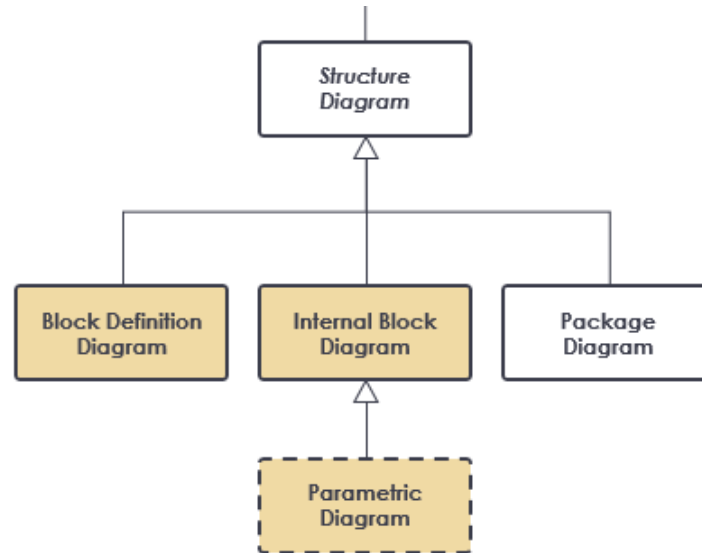 Structure
Diagram
Block Definition
Diagram
Internal Block
Diagram
Package
Diagram
Parametric
Diagram